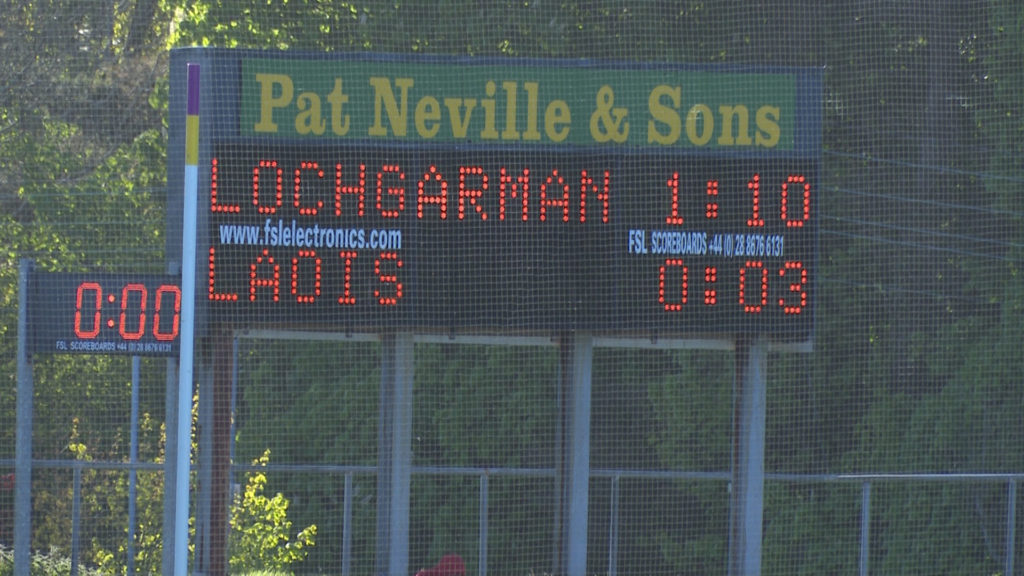 Pat Neville & Sons
LOCHGARMAN 1:10
www.fslelectronics.com FSL SCOREBOARDS +44 (0) 28 8676 6131
LAOIS 0:03
0:00
FSL SCOREBOARDS +44 (0) 28 8676 6131